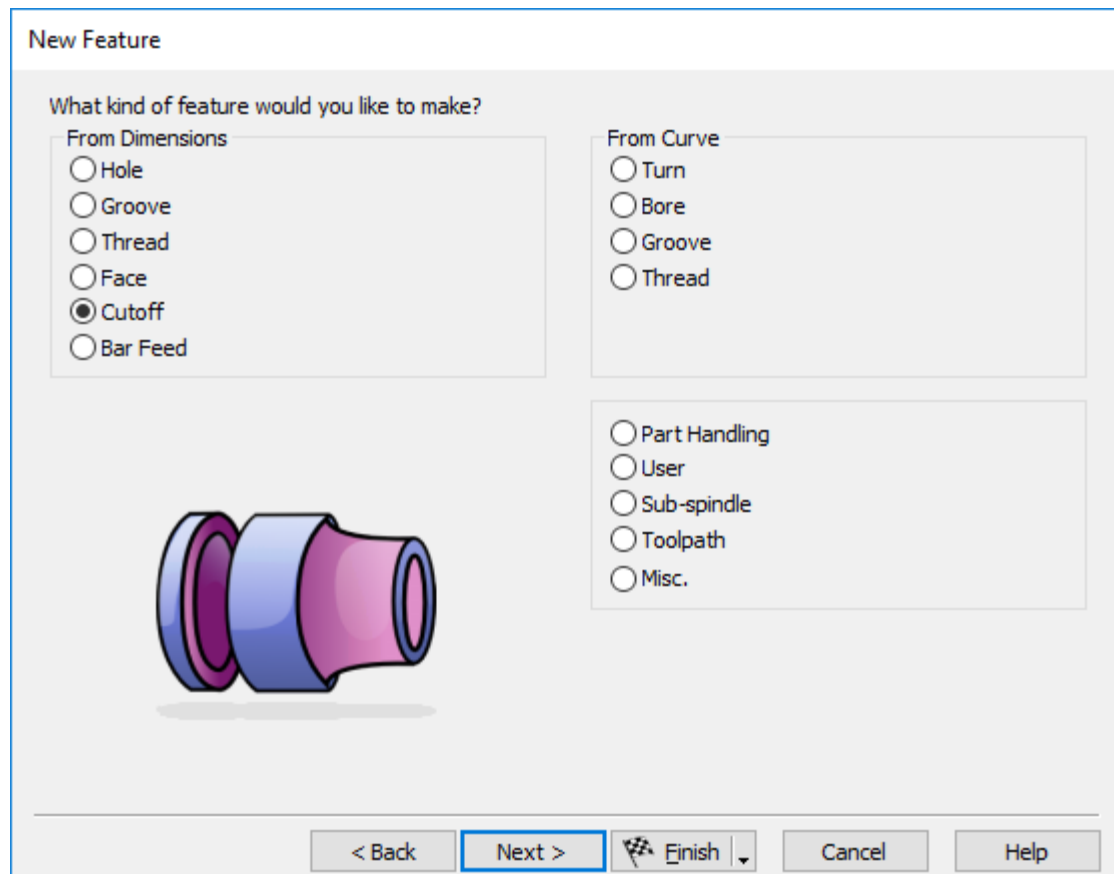 New Feature
What kind of feature would you like to make?
From Dimensions
Hole
Groove
Thread
Face
Cutoff
Bar Feed
From Curve
Turn
Bore
Groove
Thread
Part Handling
User
Sub-spindle
Toolpath
Misc.
< Back Next > Finish Cancel Help